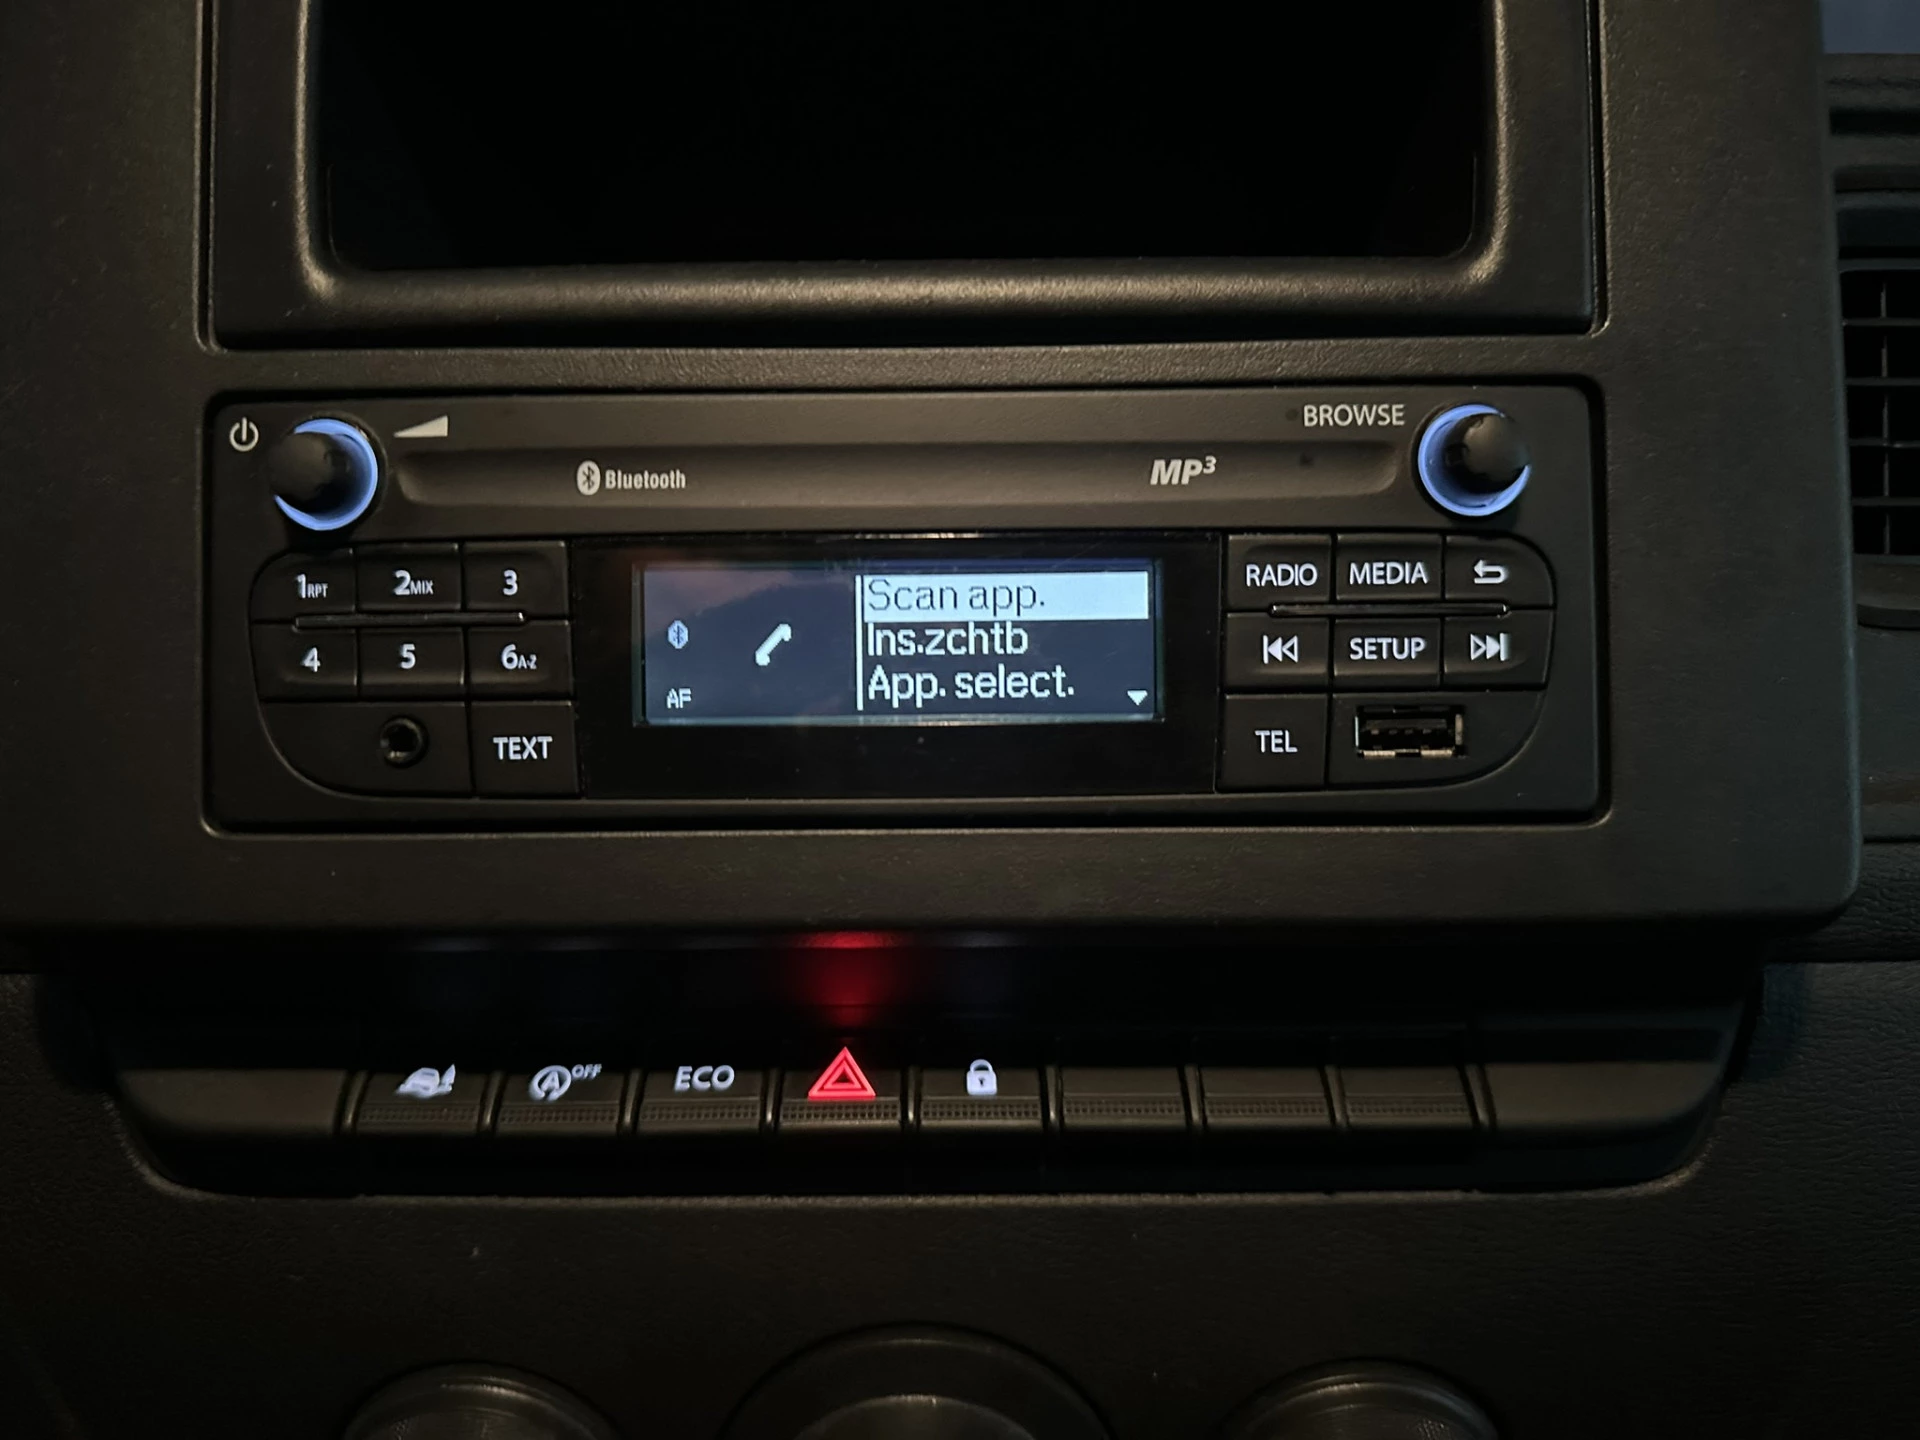 BROWSE
Bluetooth
MP3
1RPT
2MIX
3
RADIO
MEDIA
Scan app.
Ins.zchtb
App. select.
AF
4
5
6A-Z
SETUP
TEXT
TEL
A OFF
ECO